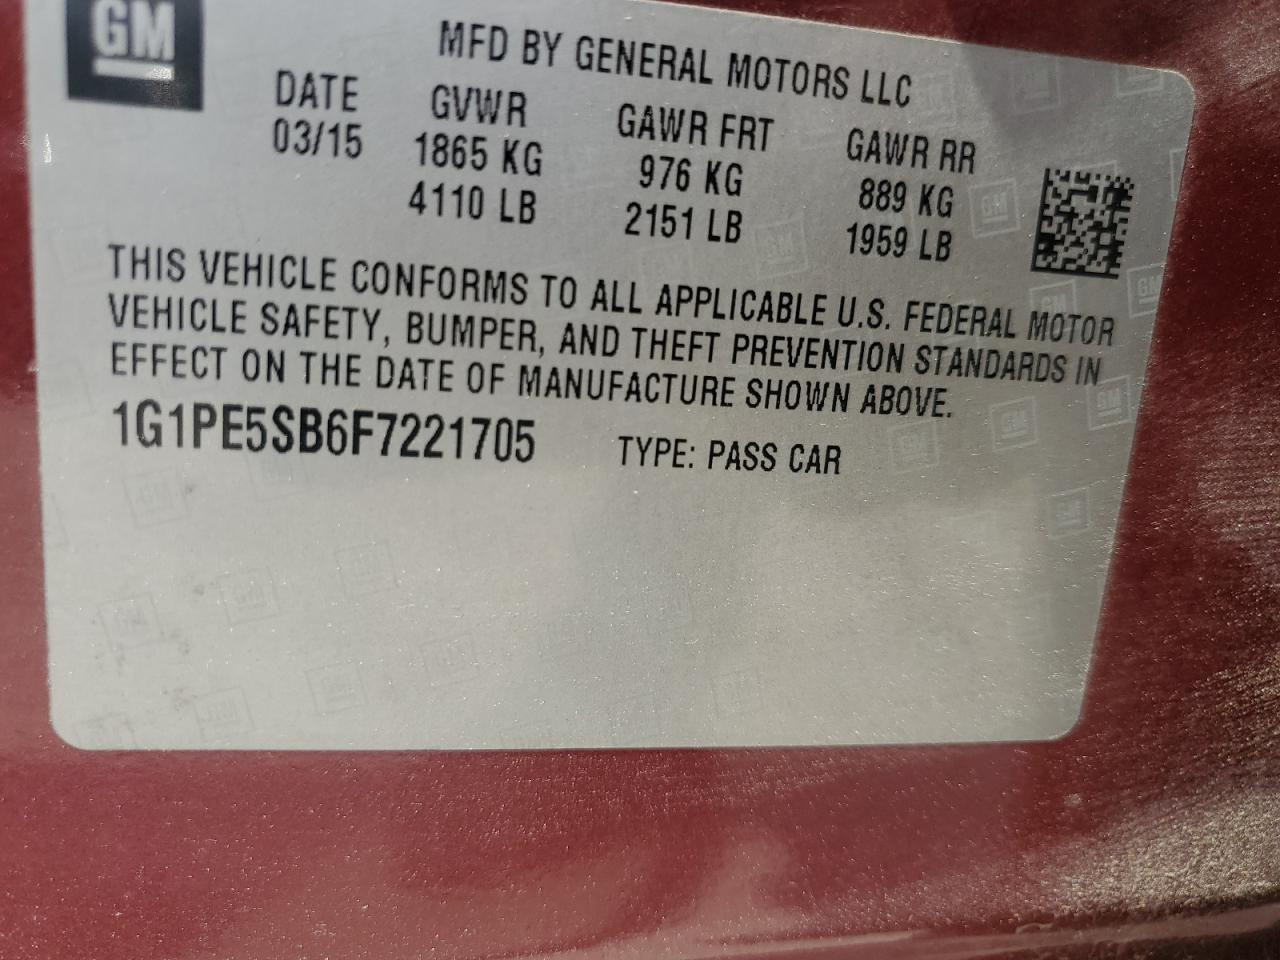 GM
MFD BY GENERAL MOTORS LLC
DATE GVWR GAWR FRT GAWR RR
03/15 1865 KG 976 KG 889 KG
4110 LB 2151 LB 1959 LB
THIS VEHICLE CONFORMS TO ALL APPLICABLE U.S. FEDERAL MOTOR
VEHICLE SAFETY, BUMPER, AND THEFT PREVENTION STANDARDS IN
EFFECT ON THE DATE OF MANUFACTURE SHOWN ABOVE.
1G1PE5SB6F7221705 TYPE: PASS CAR